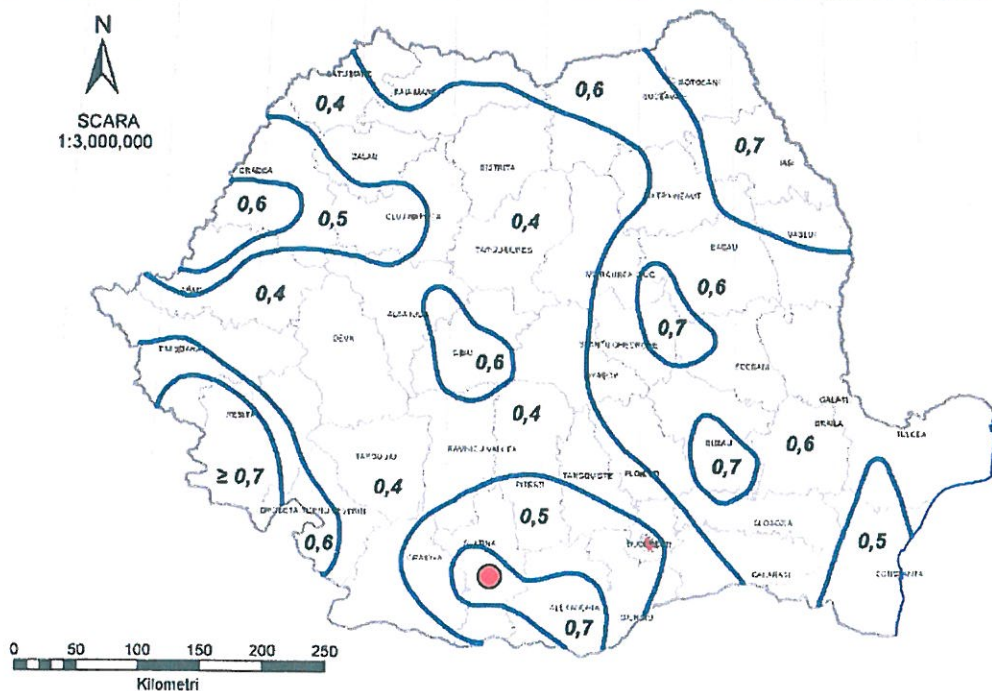 N
SCARA
1:3,000,000
SATU MARE
BAIA MARE
0,4
0,6
SUCEAVA
BOTOSANI
ZALAU
0,7
IASI
ORADEA
BISTRITA
0,6
0,5
CLUJ-NAPOCA
0,4
VASLUI
BACAU
ARAD
0,4
0,6
ALBA IULIA
0,7
TIMISOARA
DEVA
SIBIU
0,6
SFANTU GHEORGHE
BRASOV
FOCSANI
GALATI
RESITA
0,4
BRAILA
TULCEA
BUZAU
0,6
0,7
≥ 0,7
TARGU JIU
0,4
RAMNICU VALCEA
TARGOVISTE
PLOIESTI
PITESTI
DROBETA TURNU SEVERIN
0,5
0,6
SLOBOZIA
0,5
SLATINA
BUCURESTI
CRAIOVA
CALARASI
CONSTANTA
ALEXANDRIA
GIURGIU
0,7
0 50 100 150 200 250
Kilometri